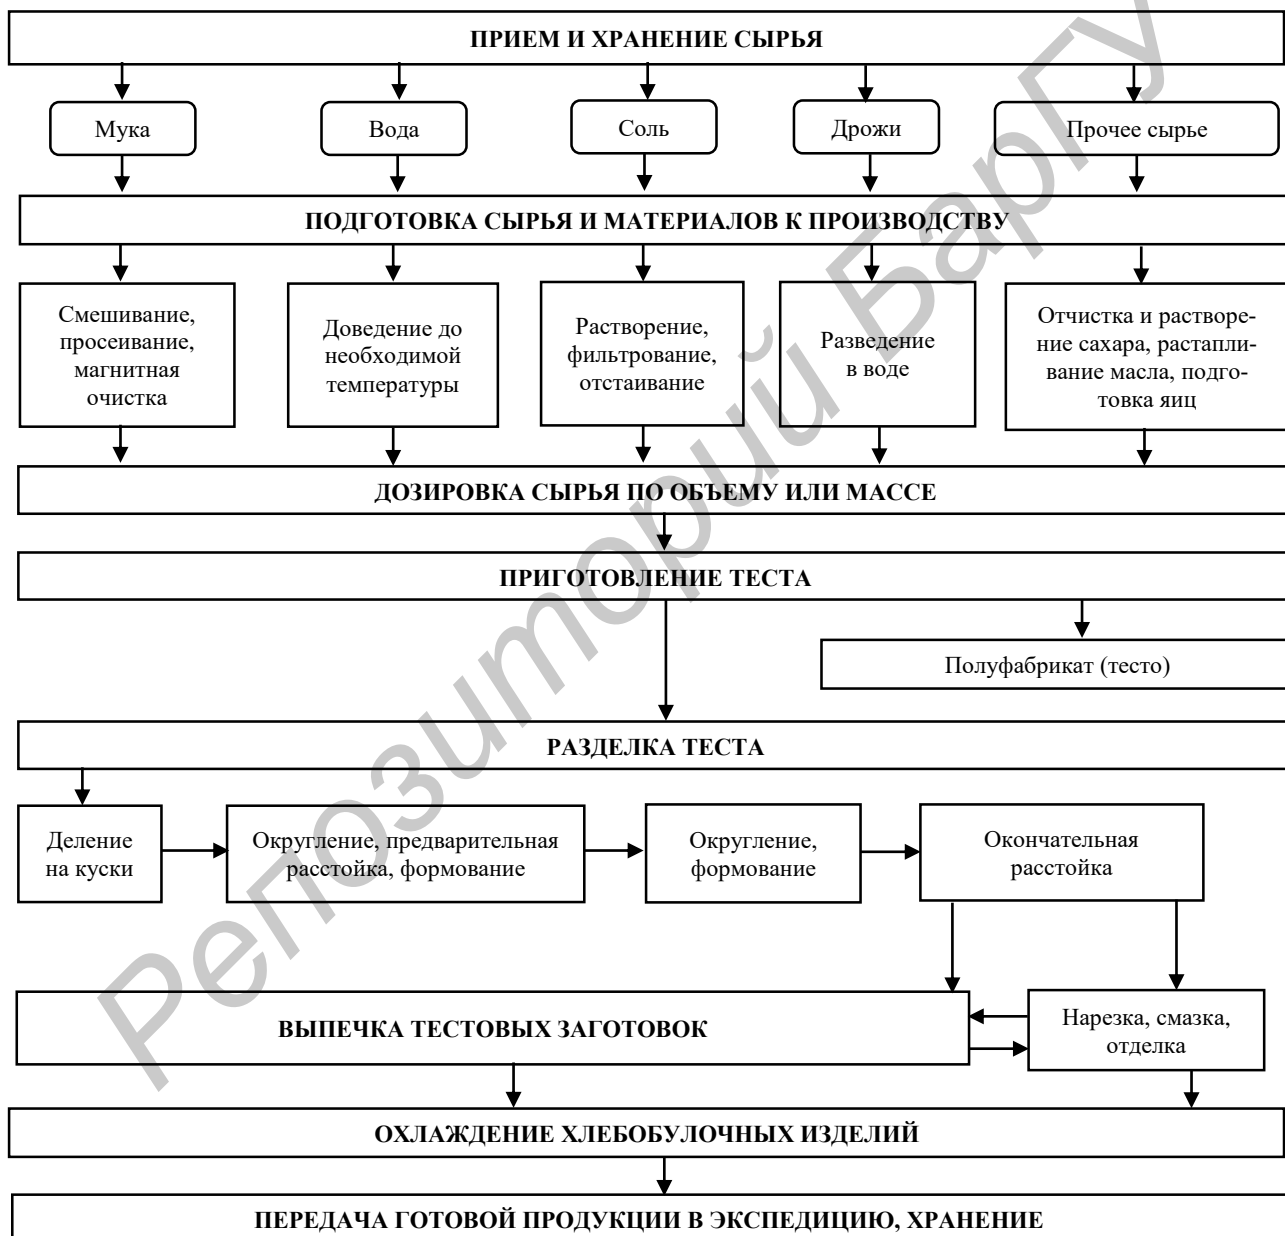 ПРИЕМ И ХРАНЕНИЕ СЫРЬЯ
Мука
Вода
Соль
Дрожи
Прочее сырье
ПОДГОТОВКА СЫРЬЯ И МАТЕРИАЛОВ К ПРОИЗВОДСТВУ
Смешивание,
просеивание,
магнитная
очистка
Доведение до
необходимой
температуры
Растворение,
фильтрование,
отстаивание
Разведение
в воде
Отчистка и растворе-
ние сахара, растапли-
вание масла, подго-
товка яиц
ДОЗИРОВКА СЫРЬЯ ПО ОБЪЕМУ ИЛИ МАССЕ
ПРИГОТОВЛЕНИЕ ТЕСТА
Полуфабрикат (тесто)
РАЗДЕЛКА ТЕСТА
Деление
на куски
Округление, предварительная
расстойка, формование
Округление,
формование
Окончательная
расстойка
ВЫПЕЧКА ТЕСТОВЫХ ЗАГОТОВОК
Нарезка, смазка,
отделка
ОХЛАЖДЕНИЕ ХЛЕБОБУЛОЧНЫХ ИЗДЕЛИЙ
ПЕРЕДАЧА ГОТОВОЙ ПРОДУКЦИИ В ЭКСПЕДИЦИЮ, ХРАНЕНИЕ
Репозиторий БарГУ